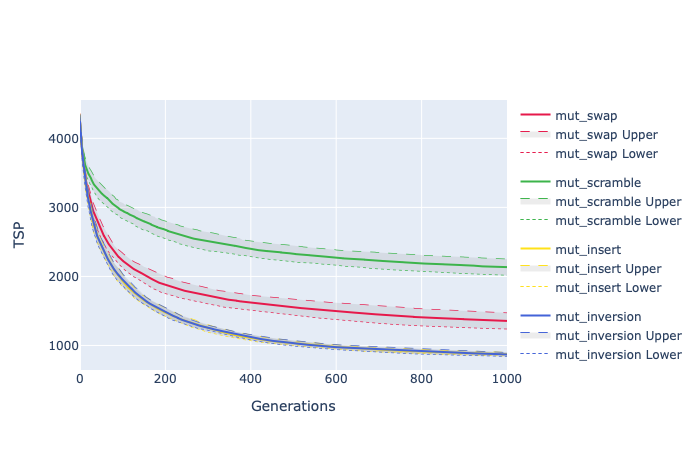 4000
3000
2000
1000
0
200
400
600
800
1000
TSP
Generations
mut_swap
mut_swap Upper
mut_swap Lower
mut_scramble
mut_scramble Upper
mut_scramble Lower
mut_insert
mut_insert Upper
mut_insert Lower
mut_inversion
mut_inversion Upper
mut_inversion Lower